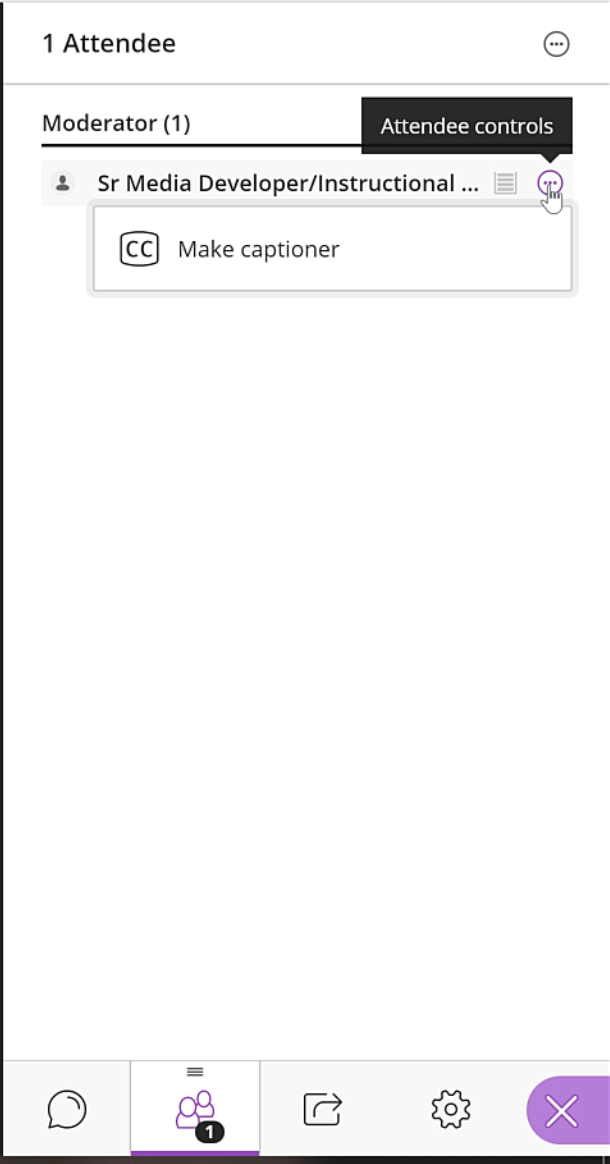 1 Attendee
Moderator (1)
Attendee controls
Sr Media Developer/Instructional ...
CC Make captioner
1